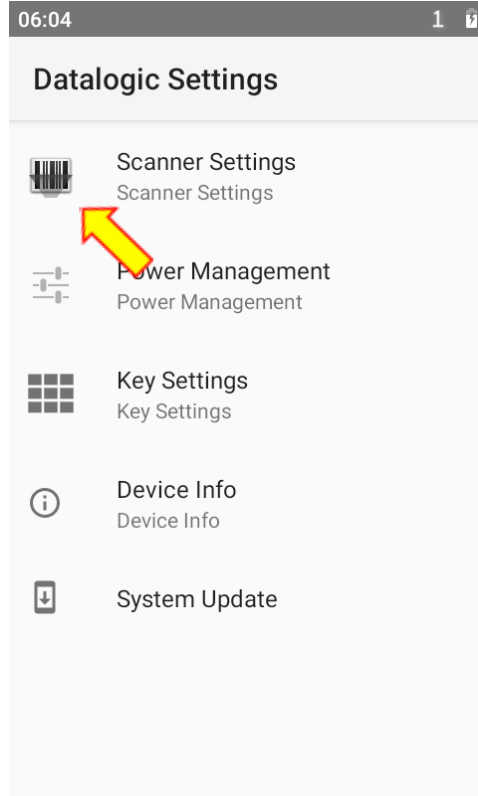 06:04 1
Datalogic Settings
Scanner Settings
Scanner Settings
Power Management
Power Management
Key Settings
Key Settings
Device Info
Device Info
System Update